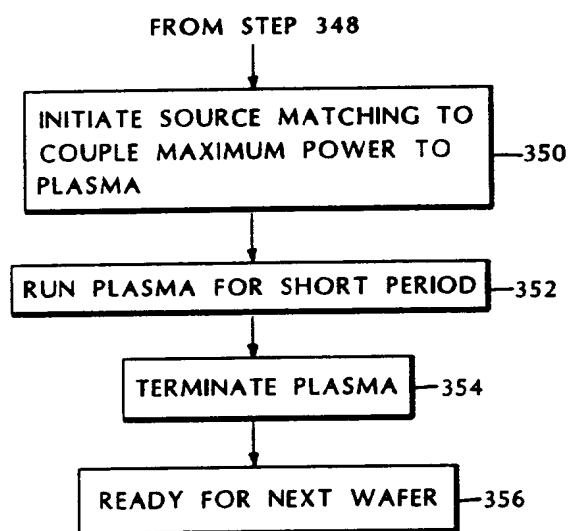 FROM STEP 348
INITIATE SOURCE MATCHING TO
COUPLE MAXIMUM POWER TO
PLASMA
350
RUN PLASMA FOR SHORT PERIOD
352
TERMINATE PLASMA
354
READY FOR NEXT WAFER
356